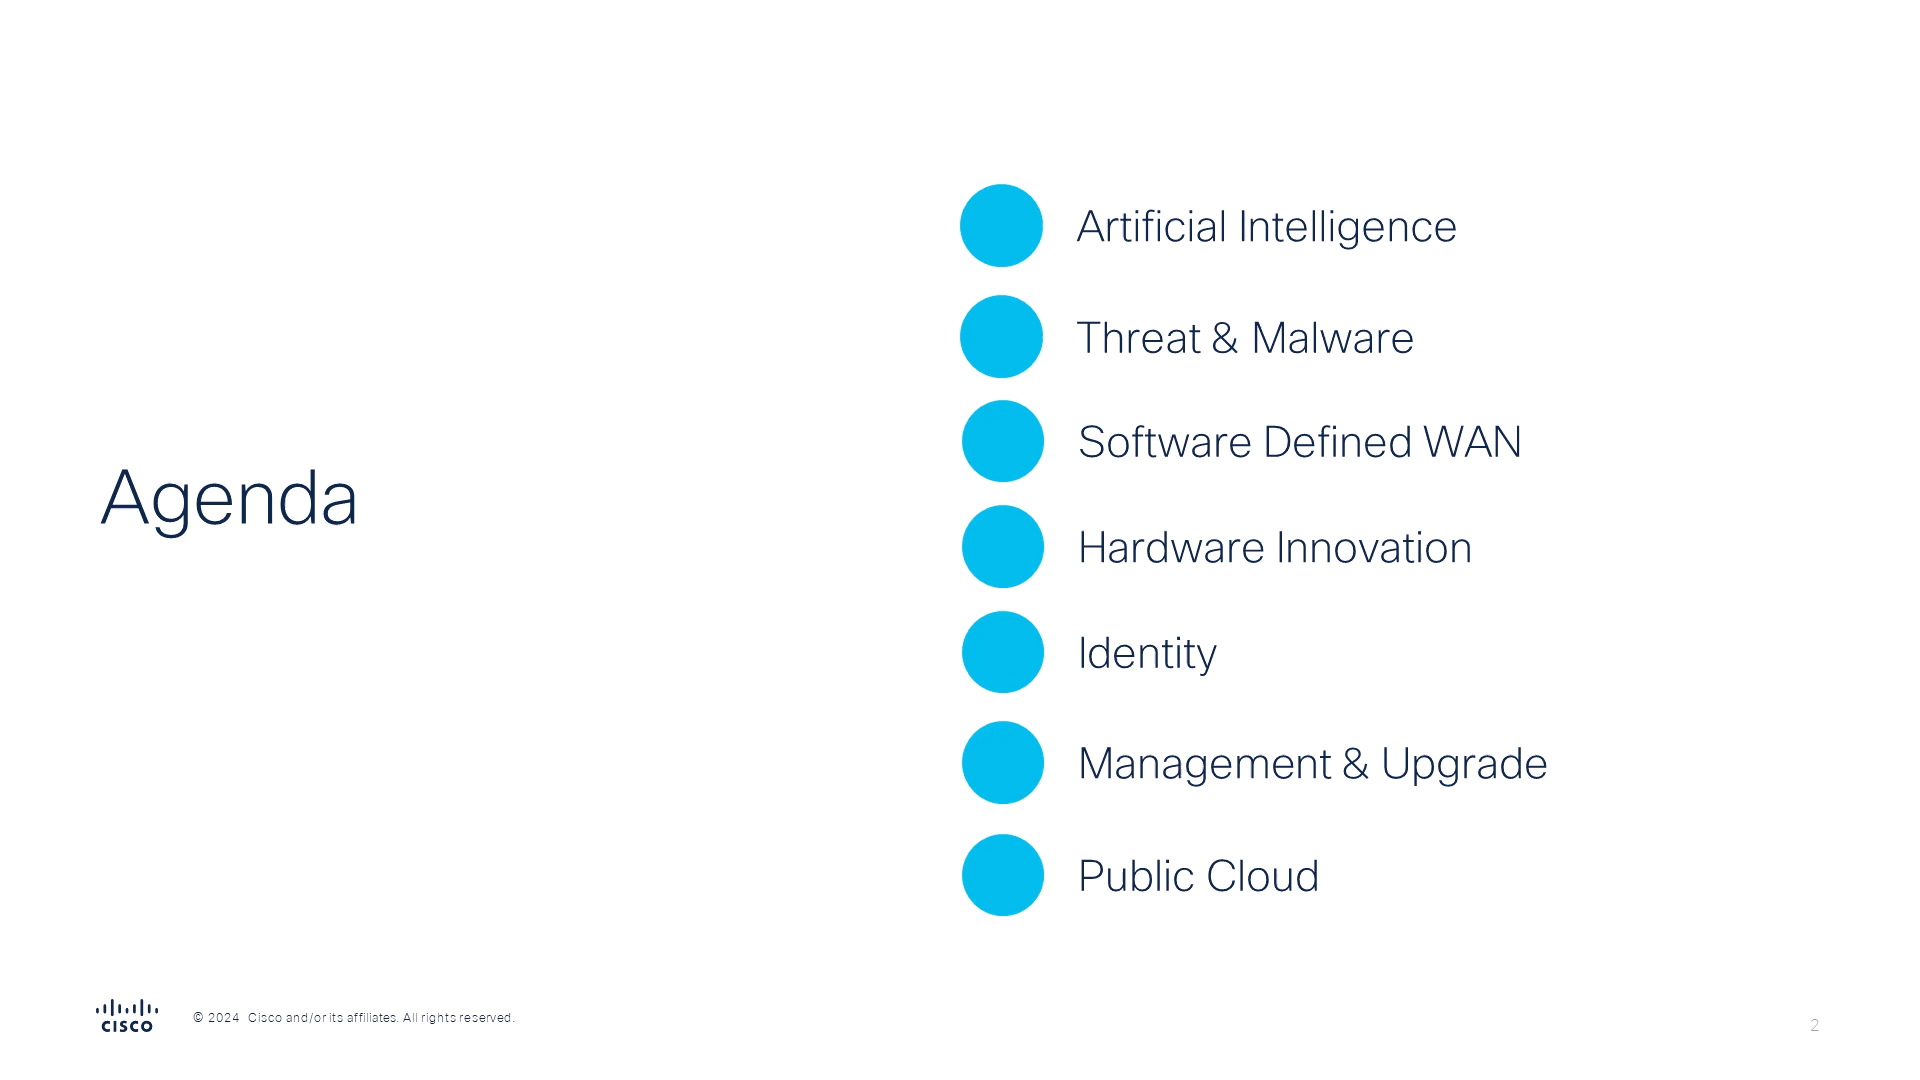 Agenda
Artificial Intelligence
Threat & Malware
Software Defined WAN
Hardware Innovation
Identity
Management & Upgrade
Public Cloud
CISCO
© 2024 Cisco and/or its affiliates. All rights reserved.
2